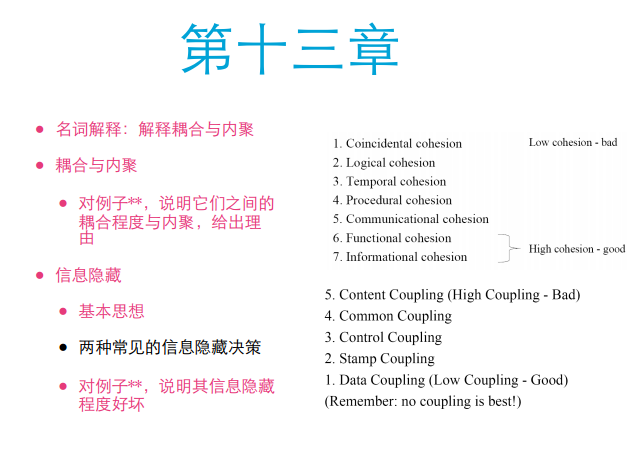 第十三章
名词解释：解释耦合与内聚
耦合与内聚
对例子**，说明它们之间的
耦合程度与内聚，给出理
由
信息隐藏
基本思想
两种常见的信息隐藏决策
对例子**，说明其信息隐藏
程度好坏
1. Coincidental cohesion
Low cohesion - bad
2. Logical cohesion
3. Temporal cohesion
4. Procedural cohesion
5. Communicational cohesion
6. Functional cohesion
7. Informational cohesion
High cohesion - good
5. Content Coupling (High Coupling - Bad)
4. Common Coupling
3. Control Coupling
2. Stamp Coupling
1. Data Coupling (Low Coupling - Good)
(Remember: no coupling is best!)